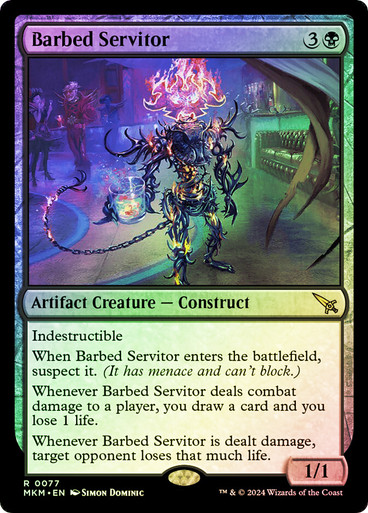 Barbed Servitor 3
Artifact Creature — Construct
Indestructible
When Barbed Servitor enters the battlefield,
suspect it. (It has menace and can't block.)
Whenever Barbed Servitor deals combat
damage to a player, you draw a card and you
lose 1 life.
Whenever Barbed Servitor is dealt damage,
target opponent loses that much life.
1/1
R 0077
MKM • EN Simon Dominic
™ & © 2024 Wizards of the Coast